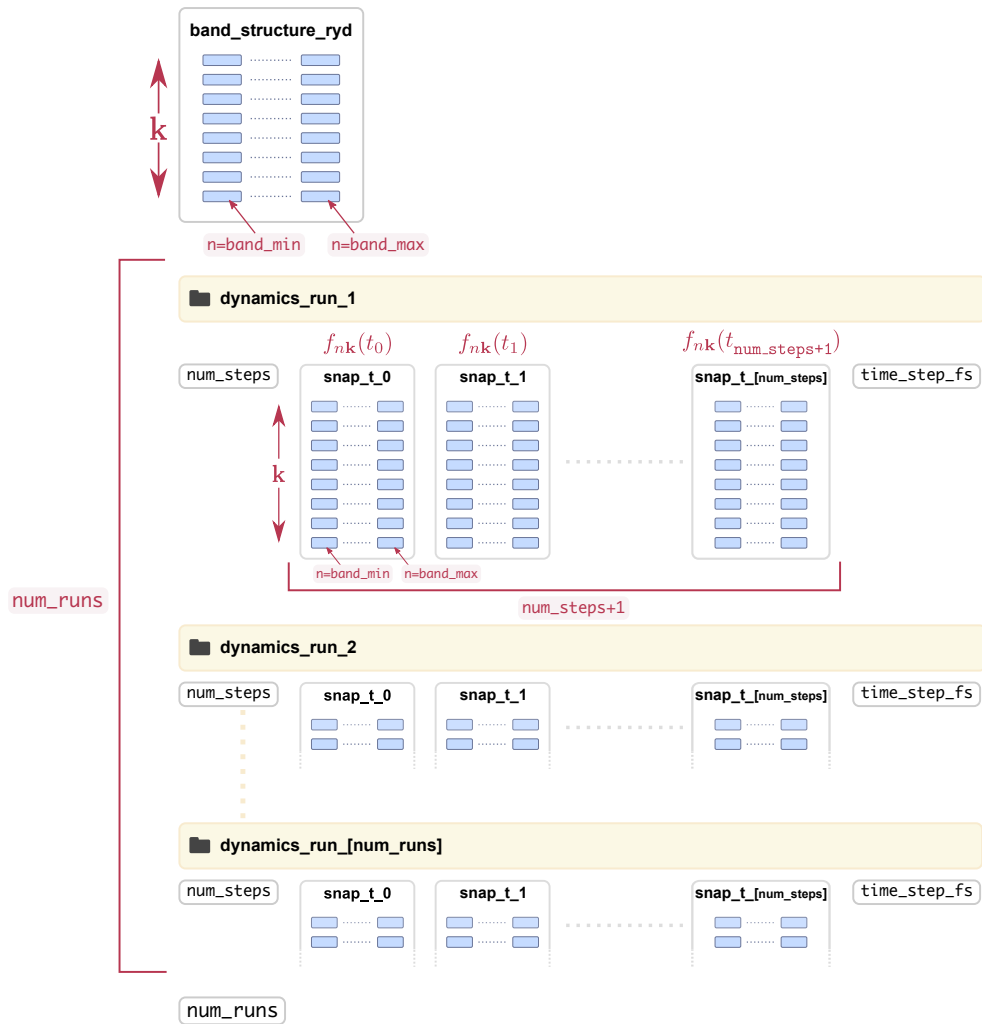 band_structure_ryd
k
n=band_min n=band_max
dynamics_run_1
f_{nk}(t_0) f_{nk}(t_1) f_{nk}(t_{num_steps+1})
num_steps snap_t_0 snap_t_1 snap_t_[num_steps] time_step_fs
k
n=band_min n=band_max
num_steps+1
num_runs
dynamics_run_2
num_steps snap_t_0 snap_t_1 snap_t_[num_steps] time_step_fs
dynamics_run_[num_runs]
num_steps snap_t_0 snap_t_1 snap_t_[num_steps] time_step_fs
num_runs